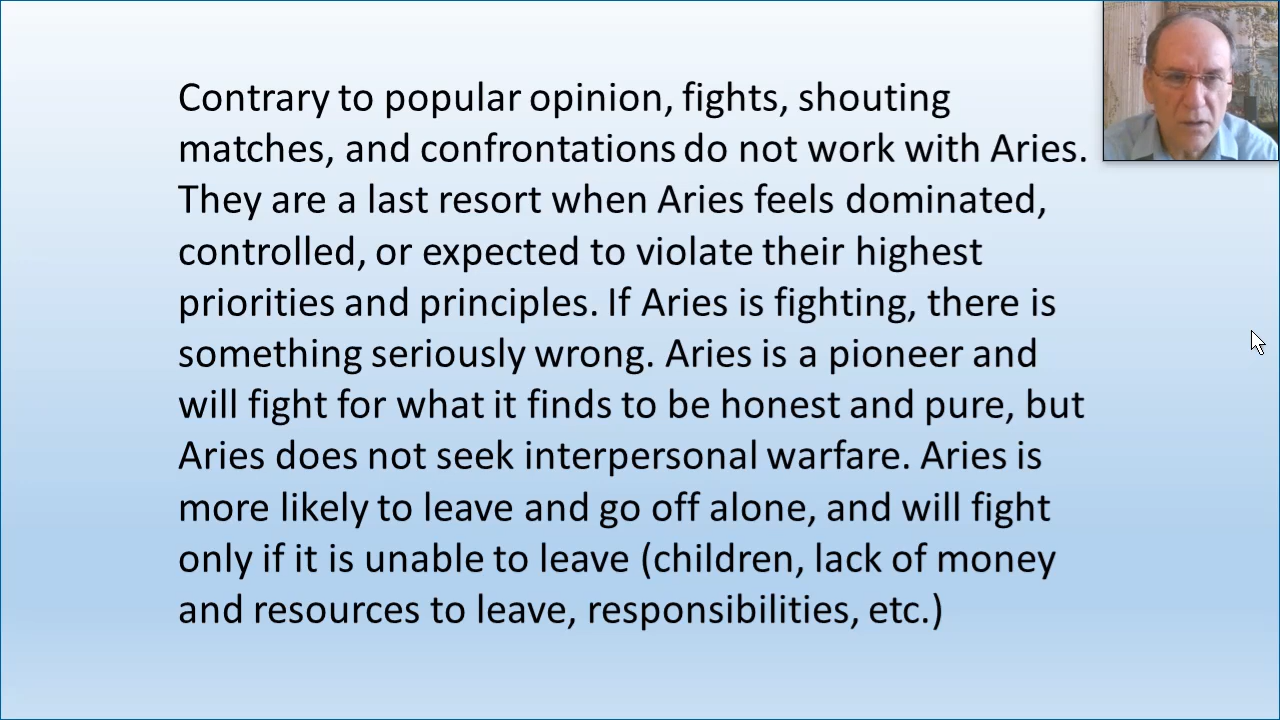 Contrary to popular opinion, fights, shouting
matches, and confrontations do not work with Aries.
They are a last resort when Aries feels dominated,
controlled, or expected to violate their highest
priorities and principles. If Aries is fighting, there is
something seriously wrong. Aries is a pioneer and
will fight for what it finds to be honest and pure, but
Aries does not seek interpersonal warfare. Aries is
more likely to leave and go off alone, and will fight
only if it is unable to leave (children, lack of money
and resources to leave, responsibilities, etc.)